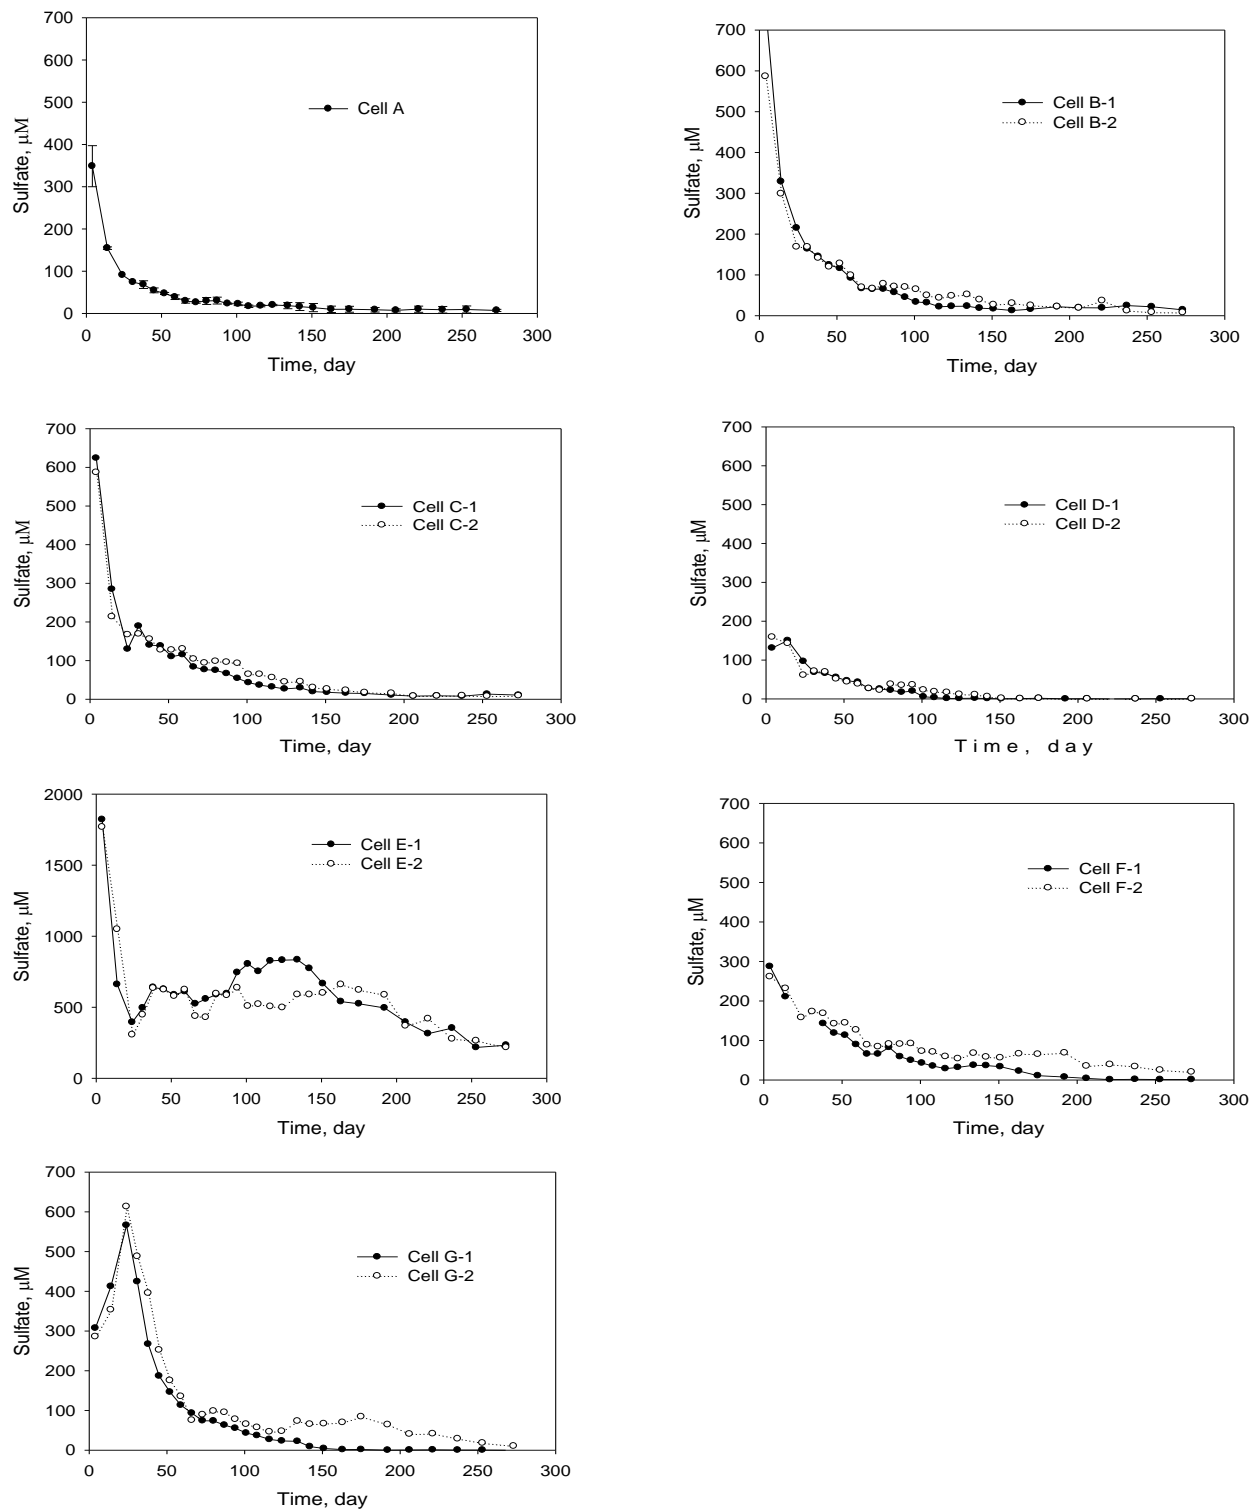 700
600
500
400
300
200
100
0
Sulfate, μM
Cell A
0 50 100 150 200 250 300
Time, day
700
600
500
400
300
200
100
0
Sulfate, μM
Cell B-1
Cell B-2
0 50 100 150 200 250 300
Time, day
700
600
500
400
300
200
100
0
Sulfate, μM
Cell C-1
Cell C-2
0 50 100 150 200 250 300
Time, day
700
600
500
400
300
200
100
0
Sulfate, μM
Cell D-1
Cell D-2
0 50 100 150 200 250 300
Time, day
2000
1500
1000
500
0
Sulfate, μM
Cell E-1
Cell E-2
0 50 100 150 200 250 300
Time, day
700
600
500
400
300
200
100
0
Sulfate, μM
Cell F-1
Cell F-2
0 50 100 150 200 250 300
Time, day
700
600
500
400
300
200
100
0
Sulfate, μM
Cell G-1
Cell G-2
0 50 100 150 200 250 300
Time, day